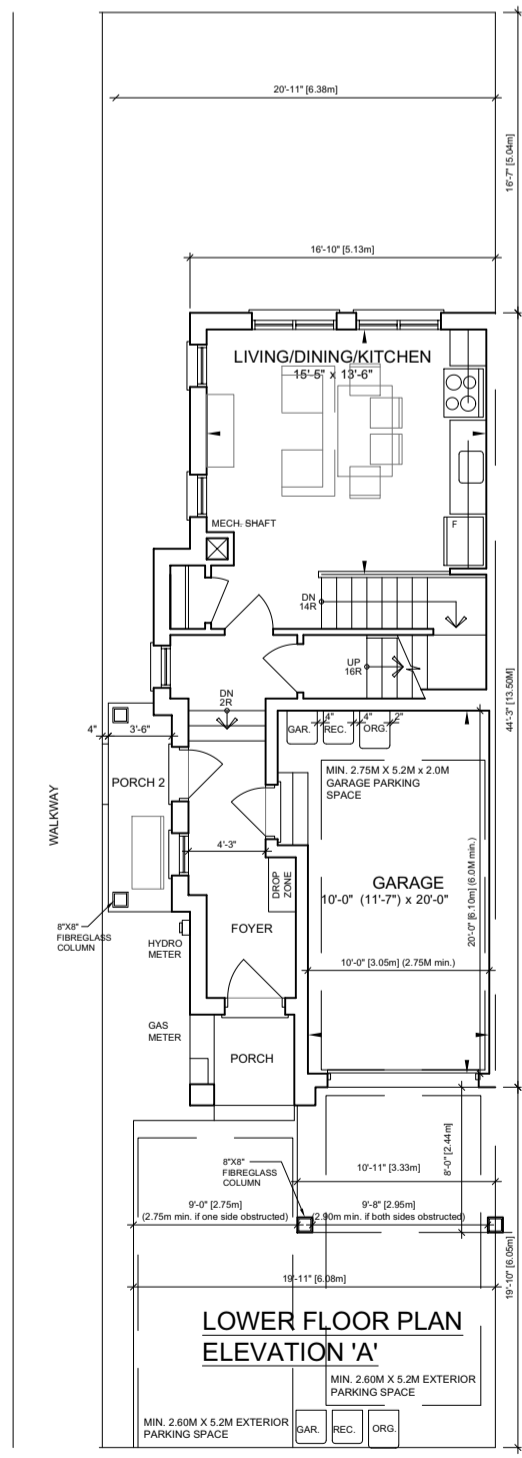 20'-11" [6.38m]
16'-7" [5.04m]
16'-10" [5.13m]
LIVING/DINING/KITCHEN
15'-5" x 13'-6"
MECH. SHAFT
F
DN
14R
UP
16R
DN
2R
44'-3" [13.50M]
4"
3'-6"
GAR.
4"
REC.
4"
ORG.
2"
MIN. 2.75M X 5.2M x 2.0M
GARAGE PARKING
SPACE
PORCH 2
WALKWAY
4'-3"
DROP
ZONE
GARAGE
10'-0" (11'-7") x 20'-0"
20'-0" [6.10m] (6.0M min.)
8"X8"
FIBREGLASS
COLUMN
HYDRO
METER
FOYER
10'-0" [3.05m] (2.75M min.)
GAS
METER
PORCH
8'-0" [2.44m]
8"X8"
FIBREGLASS
COLUMN
10'-11" [3.33m]
9'-0" [2.75m]
(2.75m min. if one side obstructed)
9'-8" [2.95m]
(2.90m min. if both sides obstructed)
19'-10" [6.05m]
19'-11" [6.08m]
LOWER FLOOR PLAN
ELEVATION 'A'
MIN. 2.60M X 5.2M EXTERIOR
PARKING SPACE
MIN. 2.60M X 5.2M EXTERIOR
PARKING SPACE
GAR.
REC.
ORG.